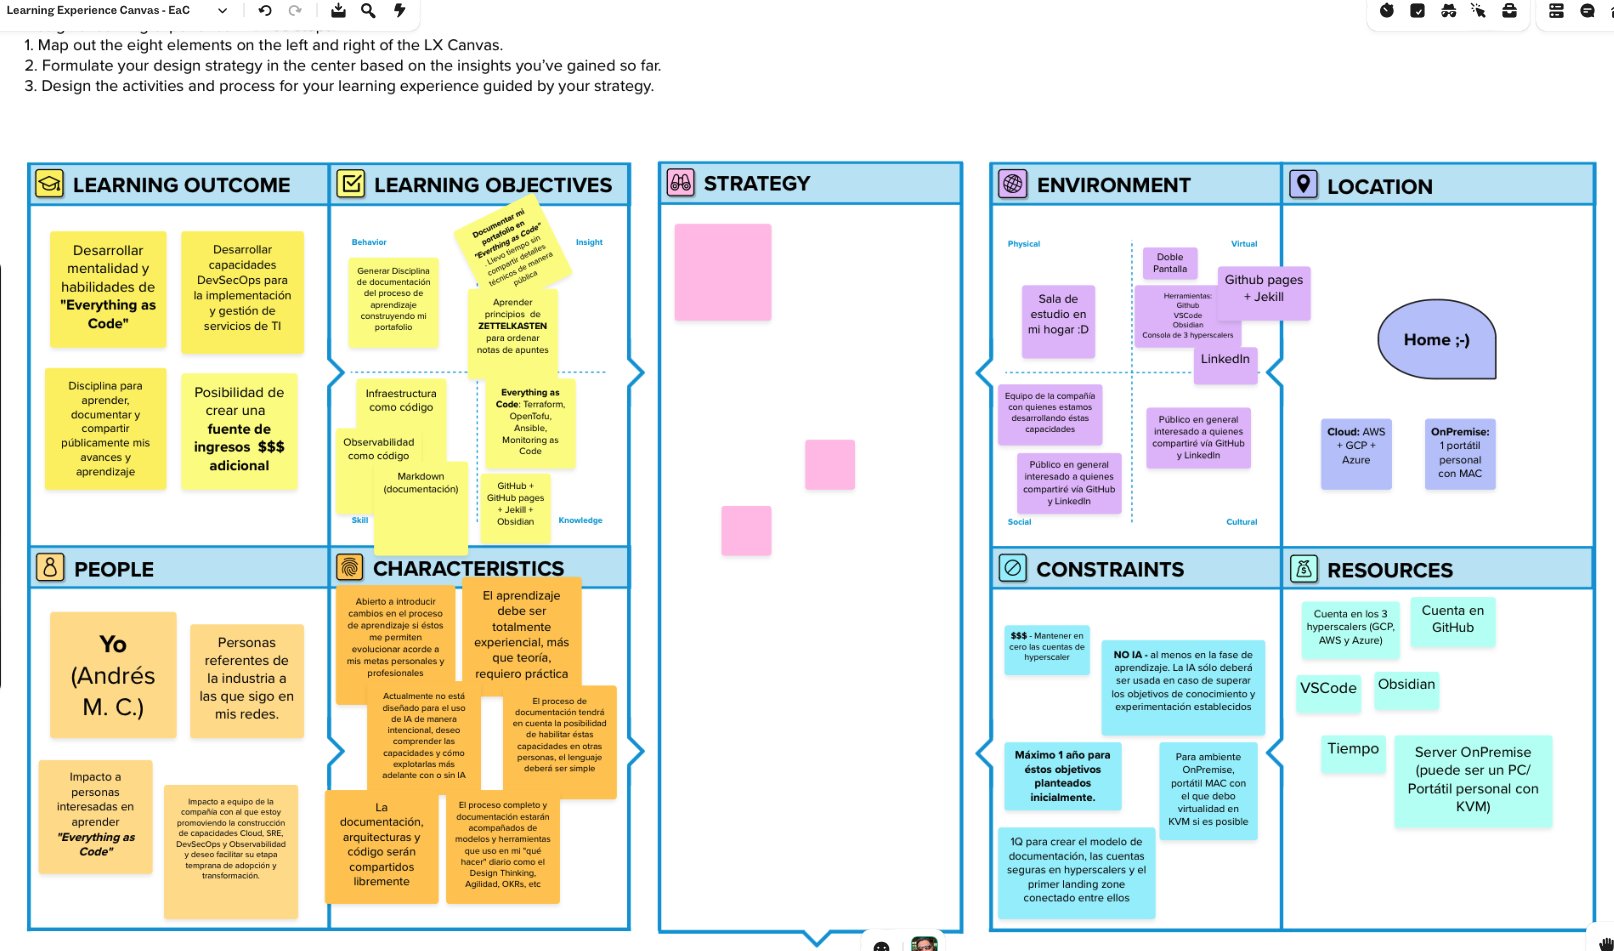 Learning Experience Canvas - EaC
1. Map out the eight elements on the left and right of the LX Canvas.
2. Formulate your design strategy in the center based on the insights you've gained so far.
3. Design the activities and process for your learning experience guided by your strategy.
LEARNING OUTCOME
Desarrollar
mentalidad y
habilidades de
"Everything as
Code"
Desarrollar
capacidades
DevSecOps para
la implementación
y gestión de
servicios de TI
Disciplina para
aprender,
documentar y
compartir
públicamente mis
avances y
aprendizaje
Posibilidad de
crear una
fuente de
ingresos $$$
adicional
LEARNING OBJECTIVES
Behavior
Insight
Documentar mi
portafolio en
"Everthing as Code"
- Llevo tiempo sin
compartir detalles
técnicos de manera
pública
Generar Disciplina
de documentación
del proceso de
aprendizaje
construyendo mi
portafolio
Aprender
principios de
ZETTELKASTEN
para ordenar
notas de apuntes
Infraestructura
como código
Observabilidad
como código
Markdown
(documentación)
Everything as
Code: Terraform,
OpenTofu,
Ansible,
Monitoring as
Code
GitHub +
GitHub pages
+ Jekill +
Obsidian
Skill
Knowledge
PEOPLE
Yo
(Andrés
M. C.)
Personas
referentes de
la industria a
las que sigo en
mis redes.
Impacto a
personas
interesadas en
aprender
"Everything as
Code"
Impacto a equipo de la
compañía con al que estoy
promoviendo la construcción
de capacidades Cloud, SRE,
DevSecOps y Observabilidad
y deseo facilitar su etapa
temprana de adopción y
transformación.
CHARACTERISTICS
Abierto a introducir
cambios en el proceso
de aprendizaje si éstos
me permiten
evolucionar acorde a
mis metas personales y
profesionales
El aprendizaje
debe ser
totalmente
experiencial, más
que teoría,
requiero práctica
Actualmente no está
diseñado para el uso
de IA de manera
intencional, deseo
comprender las
capacidades y cómo
explotarlas más
adelante con o sin IA
El proceso de
documentación tendrá
en cuenta la posibilidad
de habilitar éstas
capacidades en otras
personas, el lenguaje
deberá ser simple
La
documentación,
arquitecturas y
código serán
compartidos
libremente
El proceso completo y
documentación estarán
acompañados de
modelos y herramientas
que uso en mi "qué
hacer" diario como el
Design Thinking,
Agilidad, OKRs, etc
STRATEGY
ENVIRONMENT
Physical
Virtual
Sala de
estudio en
mi hogar :D
Doble
Pantalla
Herramientas:
Github
VSCode
Obsidian
Consola de 3 hyperscalers
Github pages
+ Jekill
LinkedIn
Equipo de la compañía
con quienes estamos
desarrollando éstas
capacidades
Público en general
interesado a quienes
compartiré vía GitHub
y LinkedIn
Público en general
interesado a quienes
compartiré vía GitHub
y LinkedIn
Social
Cultural
LOCATION
Home ;-)
Cloud: AWS
+ GCP +
Azure
OnPremise:
1 portátil
personal
con MAC
CONSTRAINTS
$$$ - Mantener en
cero las cuentas de
hyperscaler
NO IA - al menos en la fase de
aprendizaje. La IA sólo deberá
ser usada en caso de superar
los objetivos de conocimiento y
experimentación establecidos
Máximo 1 año para
éstos objetivos
planteados
inicialmente.
Para ambiente
OnPremise,
portátil MAC con
el que debo
virtualidad en
KVM si es posible
1Q para crear el modelo de
documentación, las cuentas
seguras en hyperscalers y el
primer landing zone
conectado entre ellos
RESOURCES
Cuenta en los 3
hyperscalers (GCP,
AWS y Azure)
Cuenta en
GitHub
VSCode
Obsidian
Tiempo
Server OnPremise
(puede ser un PC/
Portátil personal con
KVM)